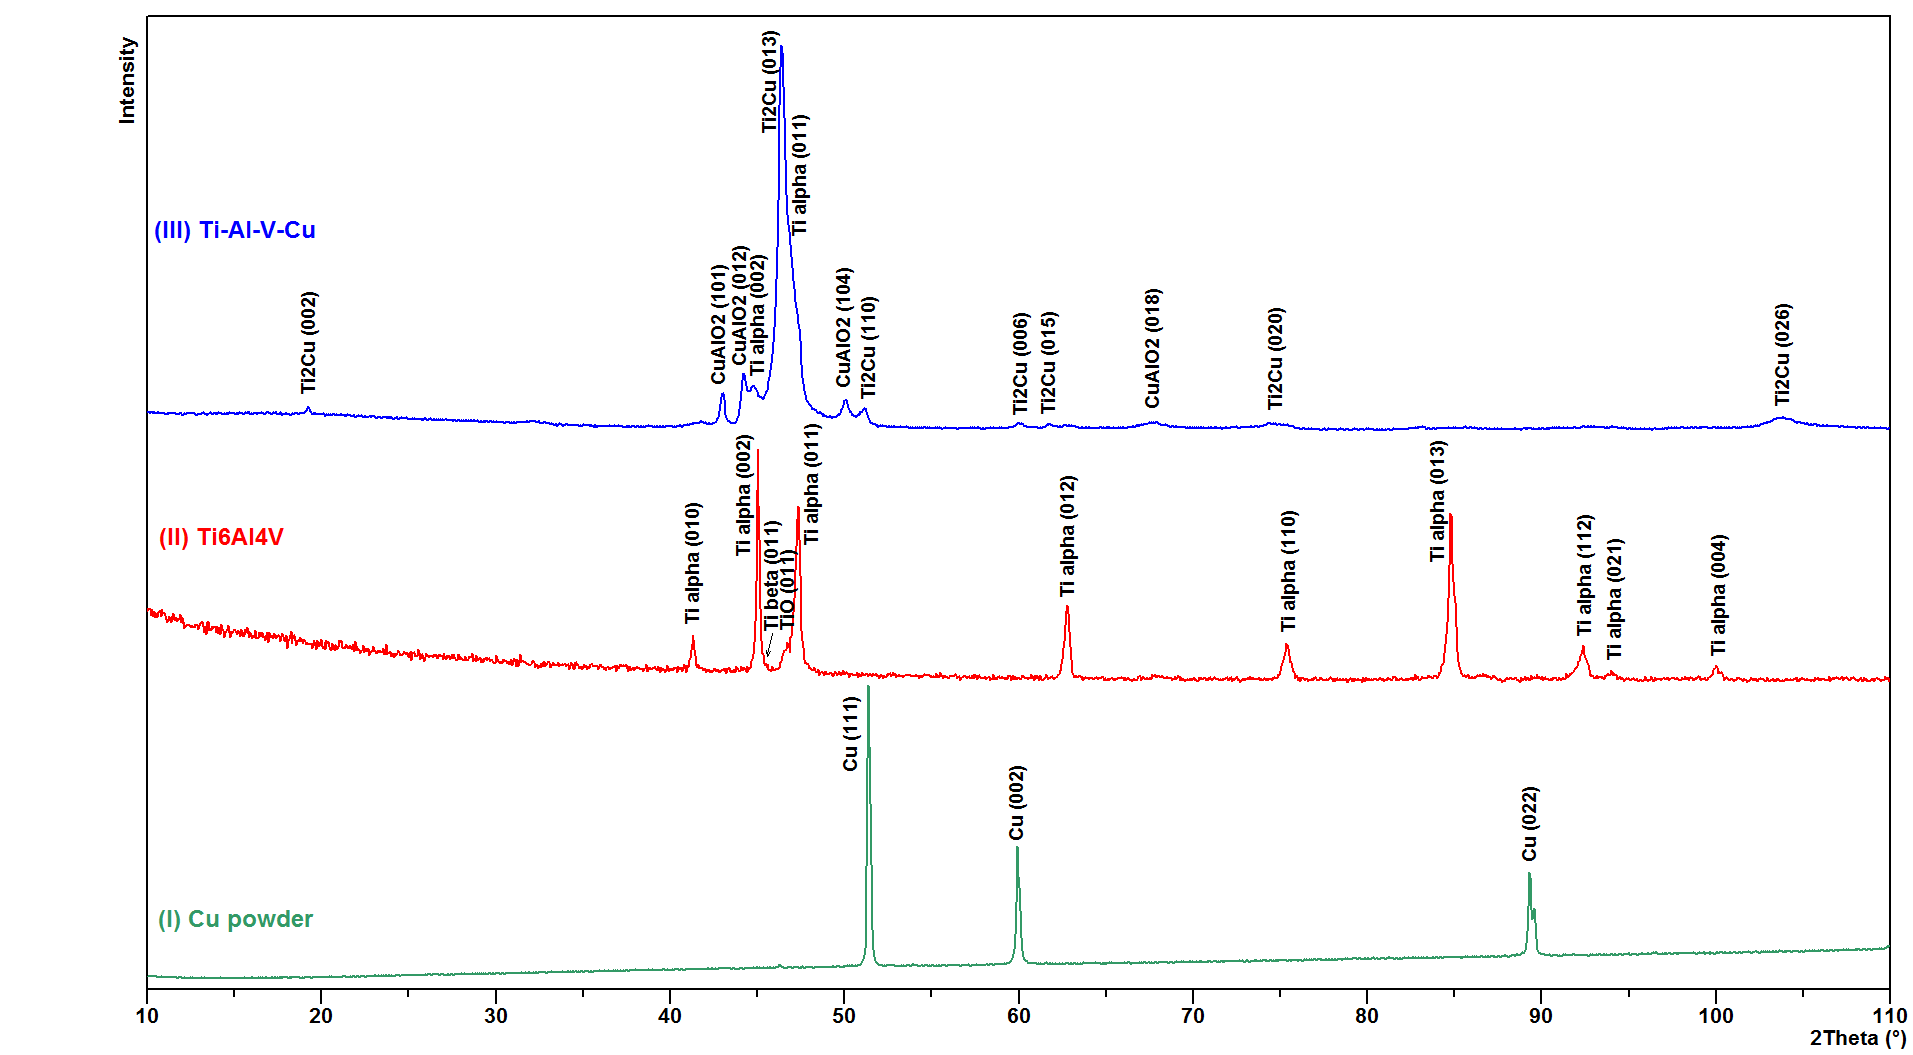 Intensity
(III) Ti-Al-V-Cu
Ti2Cu (002)
CuAlO2 (101)
CuAlO2 (012)
Ti alpha (002)
Ti2Cu (013)
Ti alpha (011)
CuAlO2 (104)
Ti2Cu (110)
Ti2Cu (006)
Ti2Cu (015)
CuAlO2 (018)
Ti2Cu (020)
Ti2Cu (026)
(II) Ti6Al4V
Ti alpha (010)
Ti alpha (002)
Ti beta (011)
TiO (011)
Ti alpha (011)
Ti alpha (012)
Ti alpha (110)
Ti alpha (013)
Ti alpha (112)
Ti alpha (021)
Ti alpha (004)
(I) Cu powder
Cu (111)
Cu (002)
Cu (022)
10 20 30 40 50 60 70 80 90 100 110
2Theta (°)